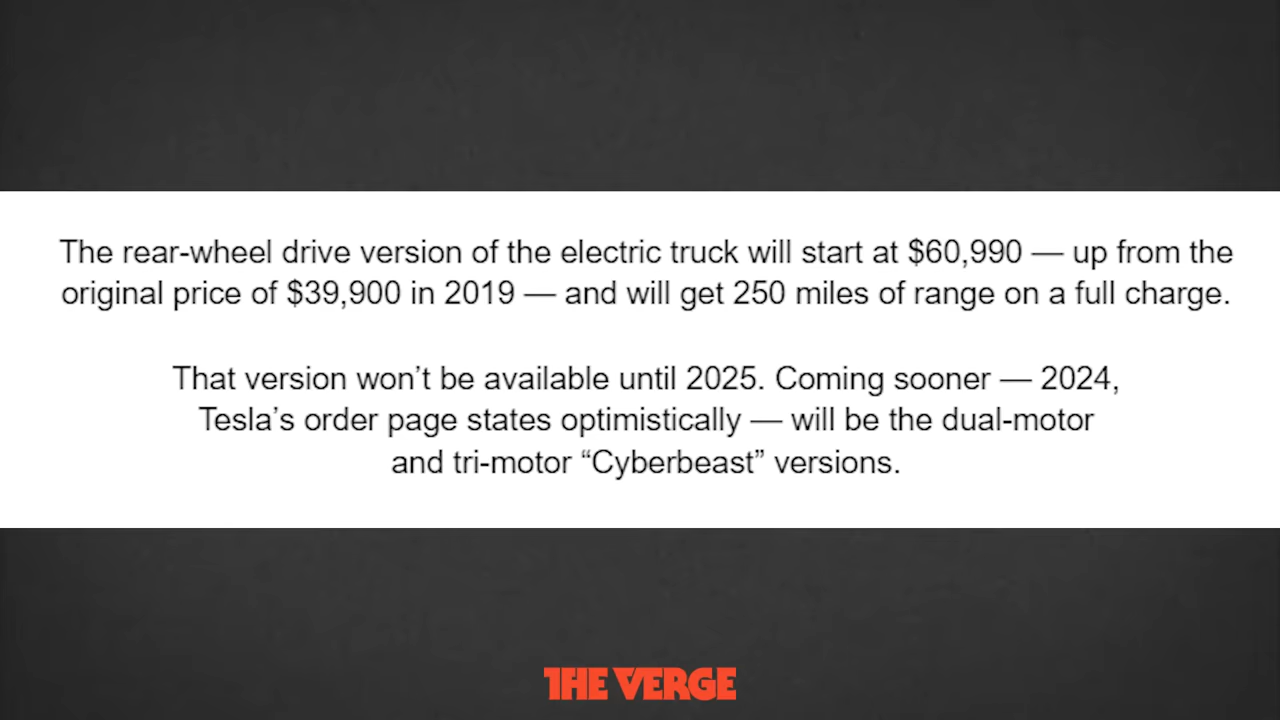 The rear-wheel drive version of the electric truck will start at $60,990 — up from the
original price of $39,900 in 2019 — and will get 250 miles of range on a full charge.
That version won’t be available until 2025. Coming sooner — 2024,
Tesla’s order page states optimistically — will be the dual-motor
and tri-motor “Cyberbeast” versions.
THE VERGE